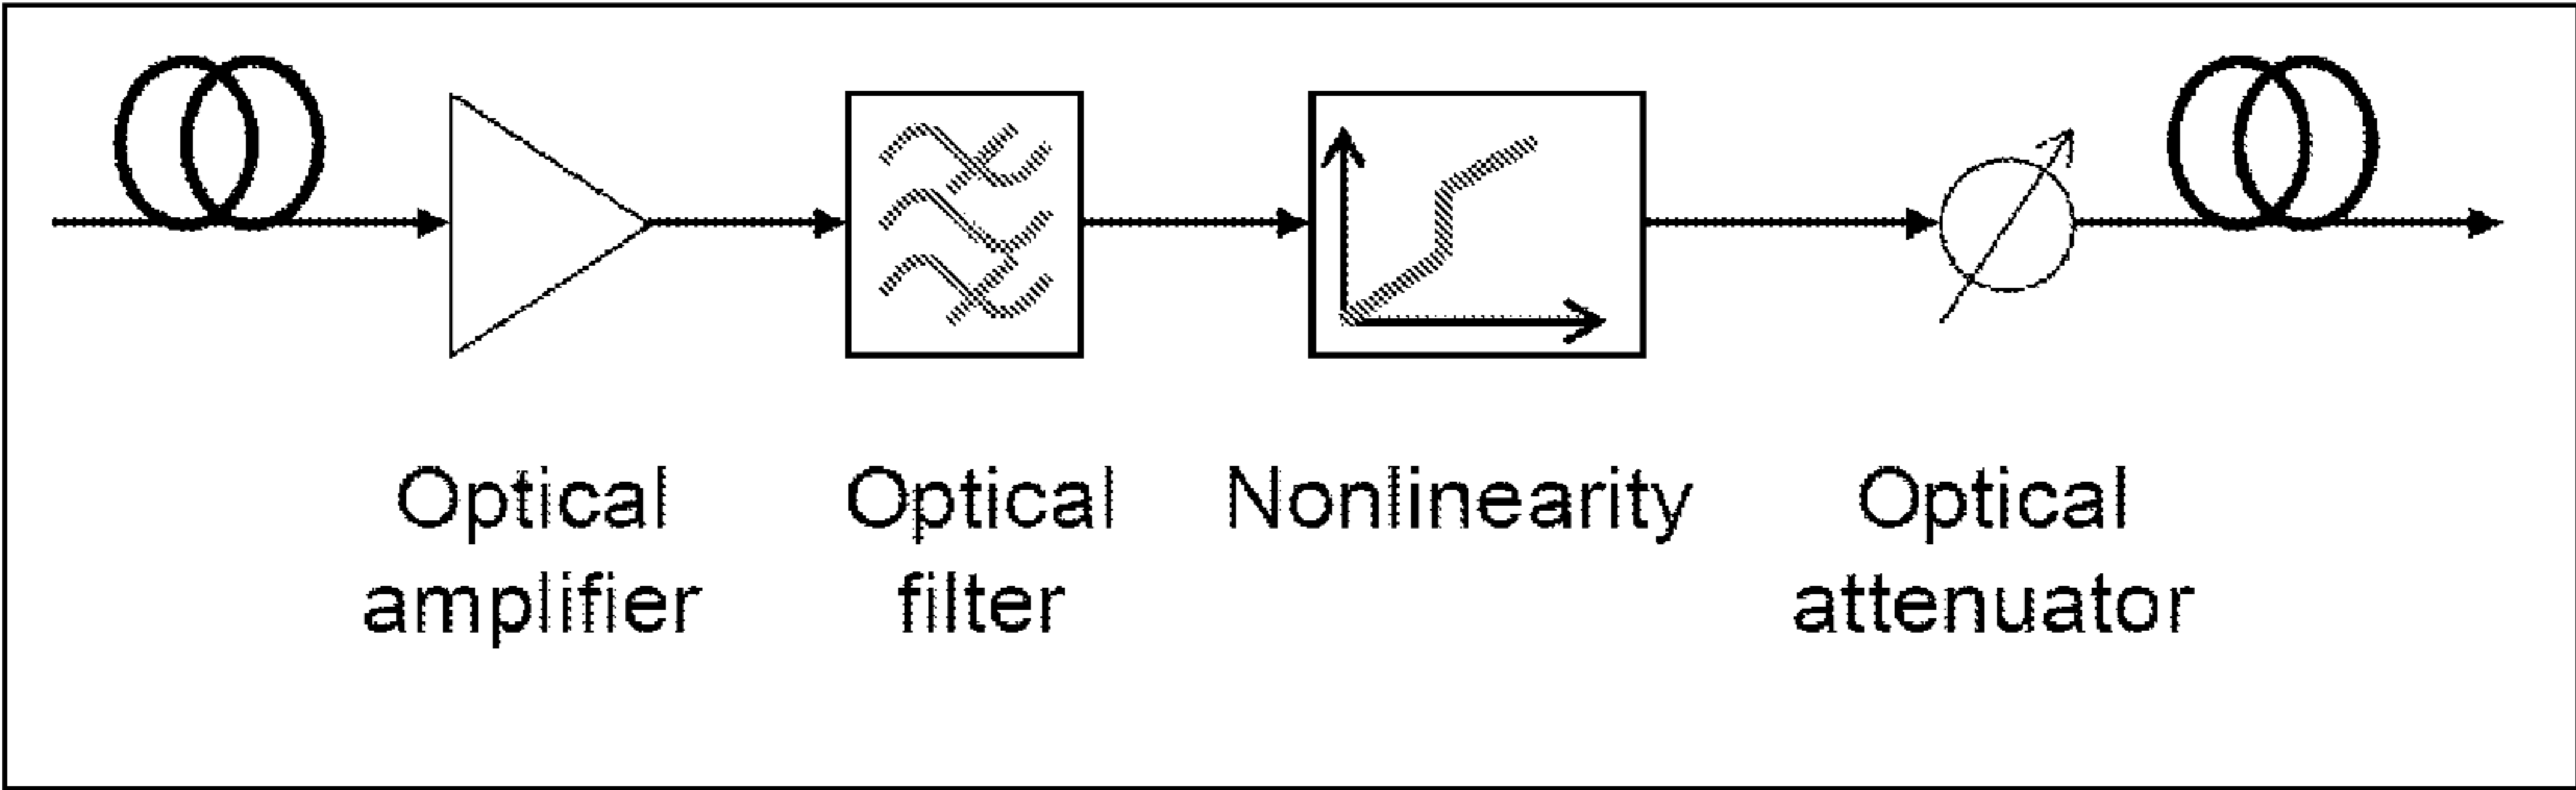 Optical amplifier
Optical filter
Nonlinearity
Optical attenuator